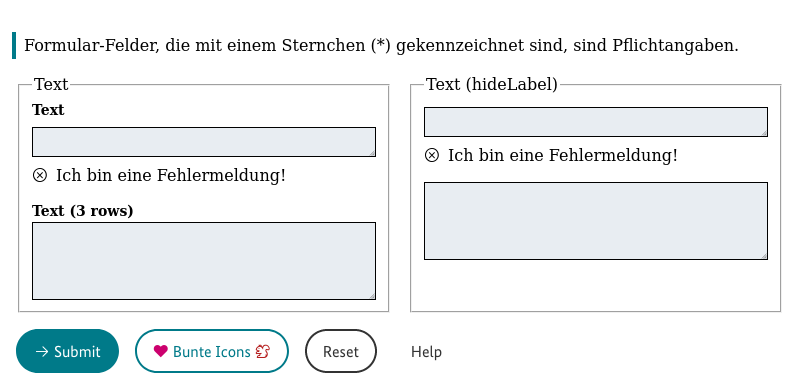 Formular-Felder, die mit einem Sternchen (*) gekennzeichnet sind, sind Pflichtangaben.
Text
Text
Ich bin eine Fehlermeldung!
Text (3 rows)
Text (hideLabel)
Ich bin eine Fehlermeldung!
Submit
Bunte Icons
Reset
Help